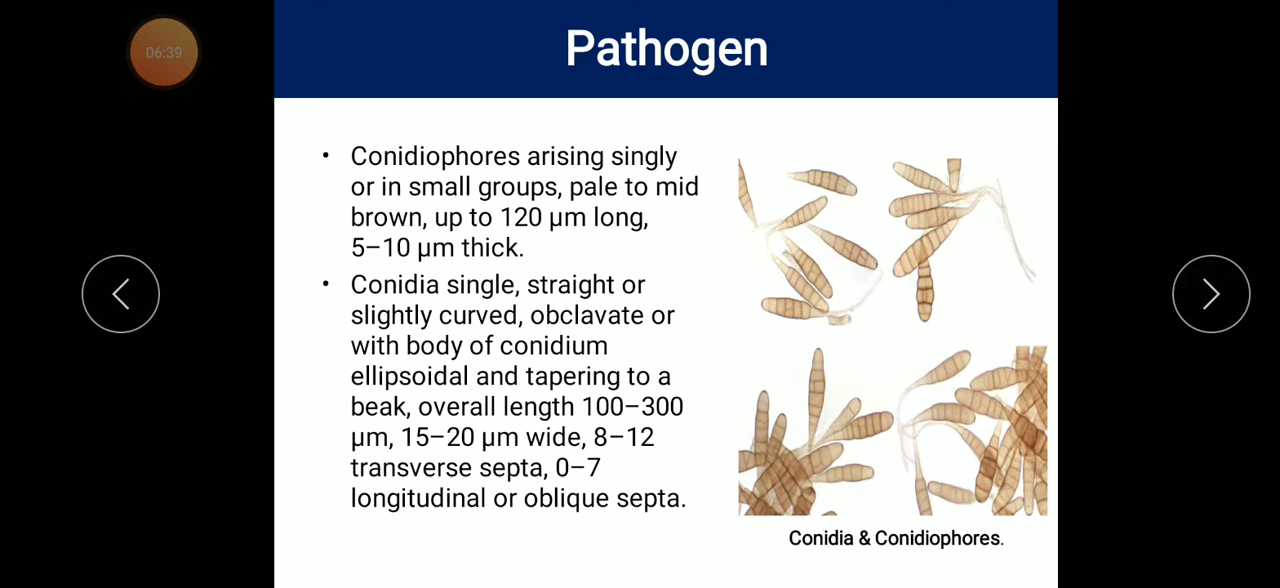 06:39
Pathogen
• Conidiophores arising singly
or in small groups, pale to mid
brown, up to 120 µm long,
5–10 µm thick.
• Conidia single, straight or
slightly curved, obclavate or
with body of conidium
ellipsoidal and tapering to a
beak, overall length 100–300
µm, 15–20 µm wide, 8–12
transverse septa, 0–7
longitudinal or oblique septa.
Conidia & Conidiophores.